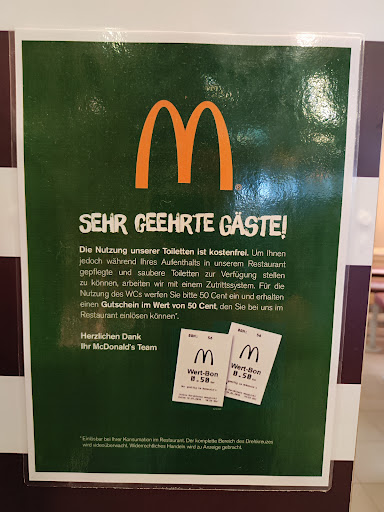 SEHR GEEHRTE GÄSTE!
Die Nutzung unserer Toiletten ist kostenfrei. Um Ihnen
jedoch während Ihres Aufenthalts in unserem Restaurant
gepflegte und saubere Toiletten zur Verfügung stellen
zu können, arbeiten wir mit einem Zutrittssystem. Für die
Nutzung des WCs werfen Sie bitte 50 Cent ein und erhalten
einen Gutschein im Wert von 50 Cent, den Sie bei uns im
Restaurant einlösen können*.
Herzlichen Dank
Ihr McDonald's Team
Wert-Bon
0.50
Wert-Bon
0.50
* Einlösbar bei Ihrer Konsumation im Restaurant. Der komplette Bereich des Drehkreuzes
wird videoüberwacht. Widerrechtliches Handeln wird zu Anzeige gebracht.